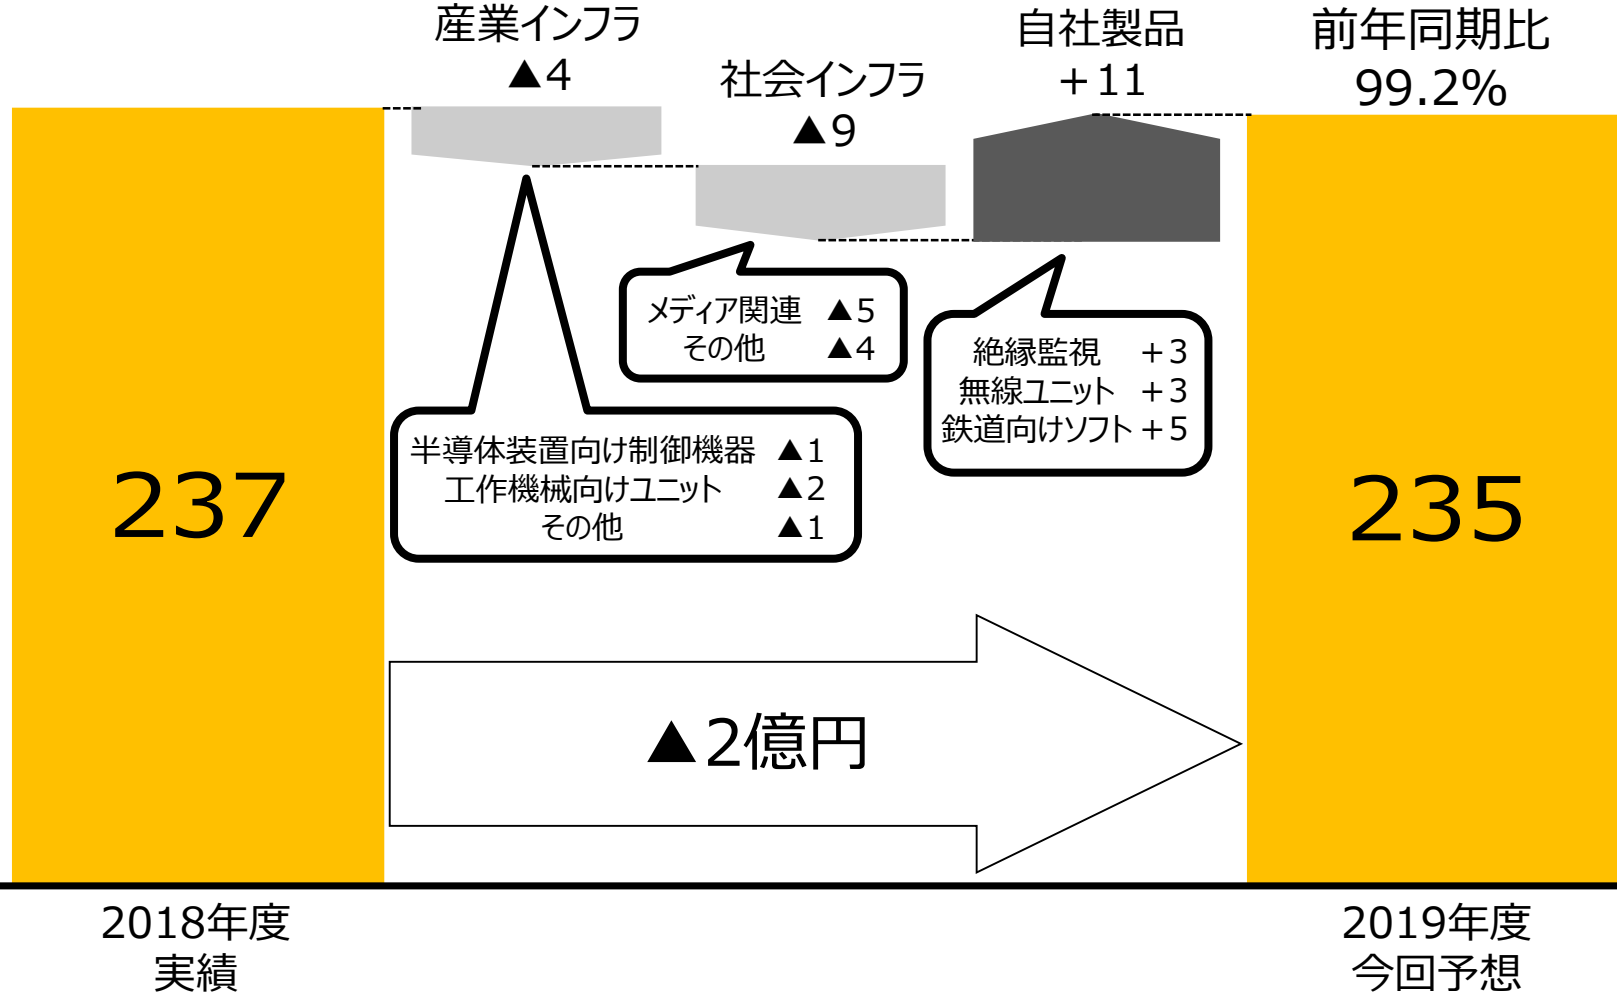 産業インフラ
▲4
社会インフラ
▲9
自社製品
+11
前年同期比
99.2%
メディア関連 ▲5
その他 ▲4
絶縁監視 +3
無線ユニット +3
鉄道向けソフト +5
半導体装置向け制御機器 ▲1
工作機械向けユニット ▲2
その他 ▲1
237
235
▲2億円
2018年度
実績
2019年度
今回予想